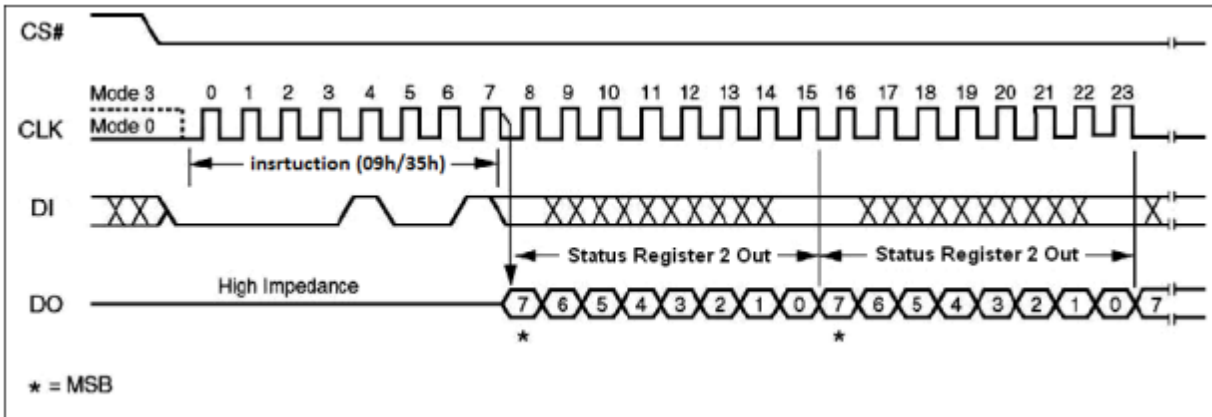 CS#
Mode 3
0 1 2 3 4 5 6 7 8 9 10 11 12 13 14 15 16 17 18 19 20 21 22 23
CLK
Mode 0
insrtuction (09h/35h)
DI
Status Register 2 Out
Status Register 2 Out
High Impedance
DO
7 6 5 4 3 2 1 0 7 6 5 4 3 2 1 0 7
* *
* = MSB